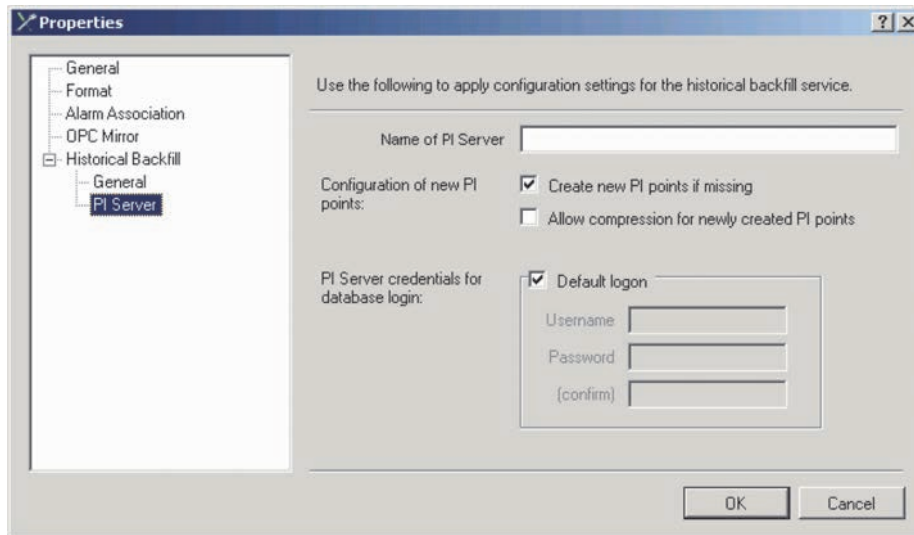 Properties
General
Format
Alarm Association
OPC Mirror
Historical Backfill
General
PI Server
Use the following to apply configuration settings for the historical backfill service.
Name of PI Server
Configuration of new PI
points:
Create new PI points if missing
Allow compression for newly created PI points
PI Server credentials for
database login:
Default logon
Username
Password
(confirm)
OK
Cancel